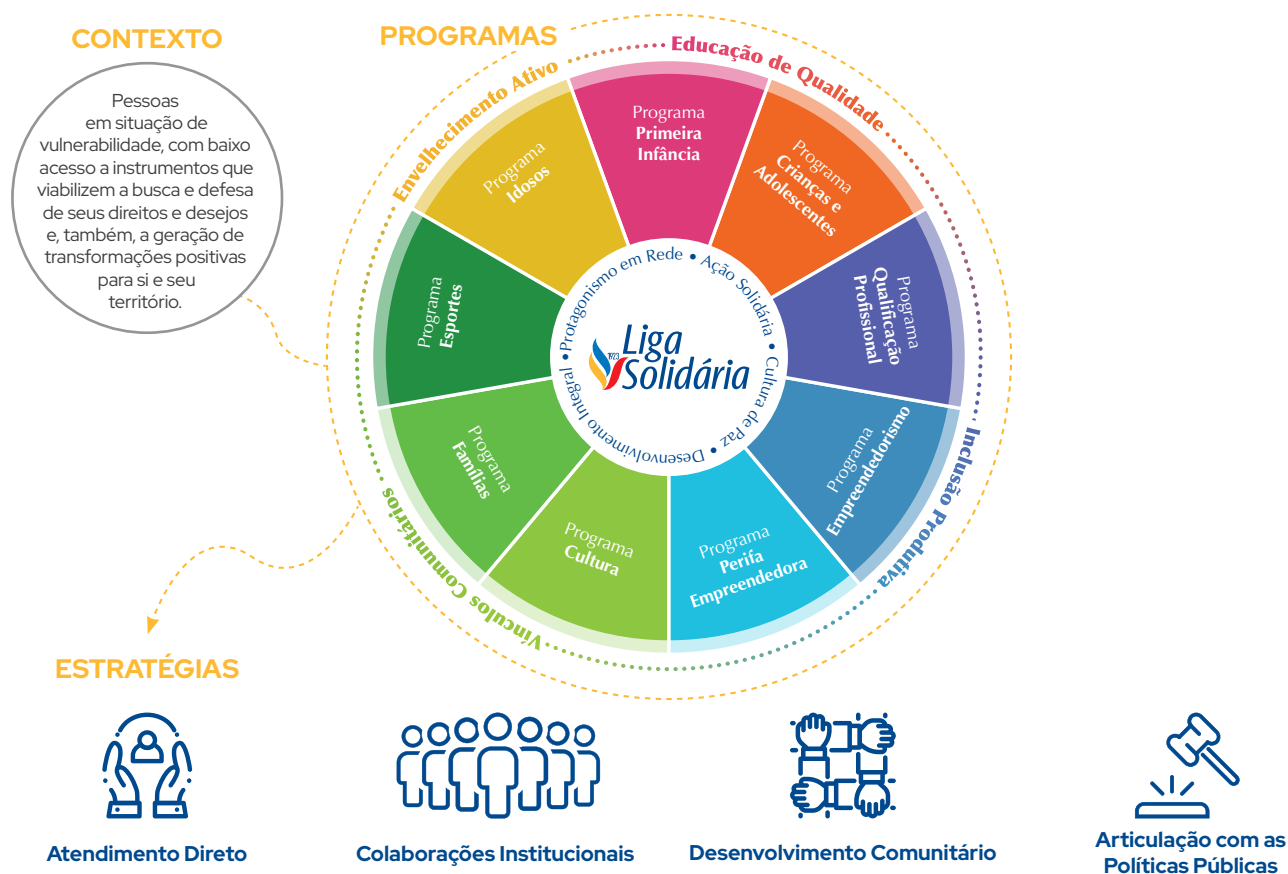 CONTEXTO
Pessoas
em situação de
vulnerabilidade, com baixo
acesso a instrumentos que
viabilizem a busca e defesa
de seus direitos e desejos
e, também, a geração de
transformações positivas
para si e seu
território.
PROGRAMAS
Educação de Qualidade
Inclusão Produtiva
Vínculos Comunitários
Envelhecimento Ativo
Programa
Primeira
Infância
Programa
Crianças e
Adolescentes
Programa
Qualificação
Profissional
Programa
Empreendedorismo
Programa
Perifa
Empreendedora
Programa
Cultura
Programa
Famílias
Programa
Esportes
Programa
Idosos
Protagonismo em Rede • Ação Solidária • Cultura de Paz • Desenvolvimento Integral •
1923
Liga
Solidária
ESTRATÉGIAS
Atendimento Direto
Colaborações Institucionais
Desenvolvimento Comunitário
Articulação com as
Políticas Públicas